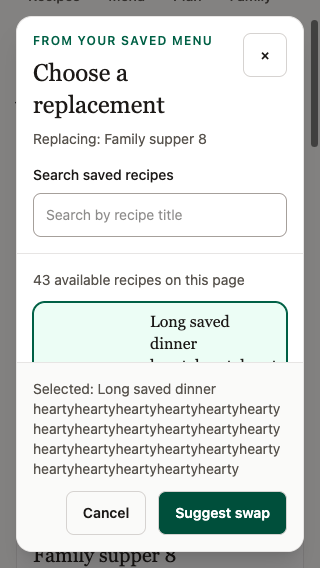 FROM YOUR SAVED MENU
×
Choose a
replacement
Replacing: Family supper 8
Search saved recipes
Search by recipe title
43 available recipes on this page
Long saved
dinner
Selected: Long saved dinner
heartyheartyheartyheartyheartyhearty
heartyheartyheartyheartyheartyhearty
heartyheartyheartyheartyheartyhearty
heartyheartyheartyheartyhearty
Cancel
Suggest swap
Family supper 8